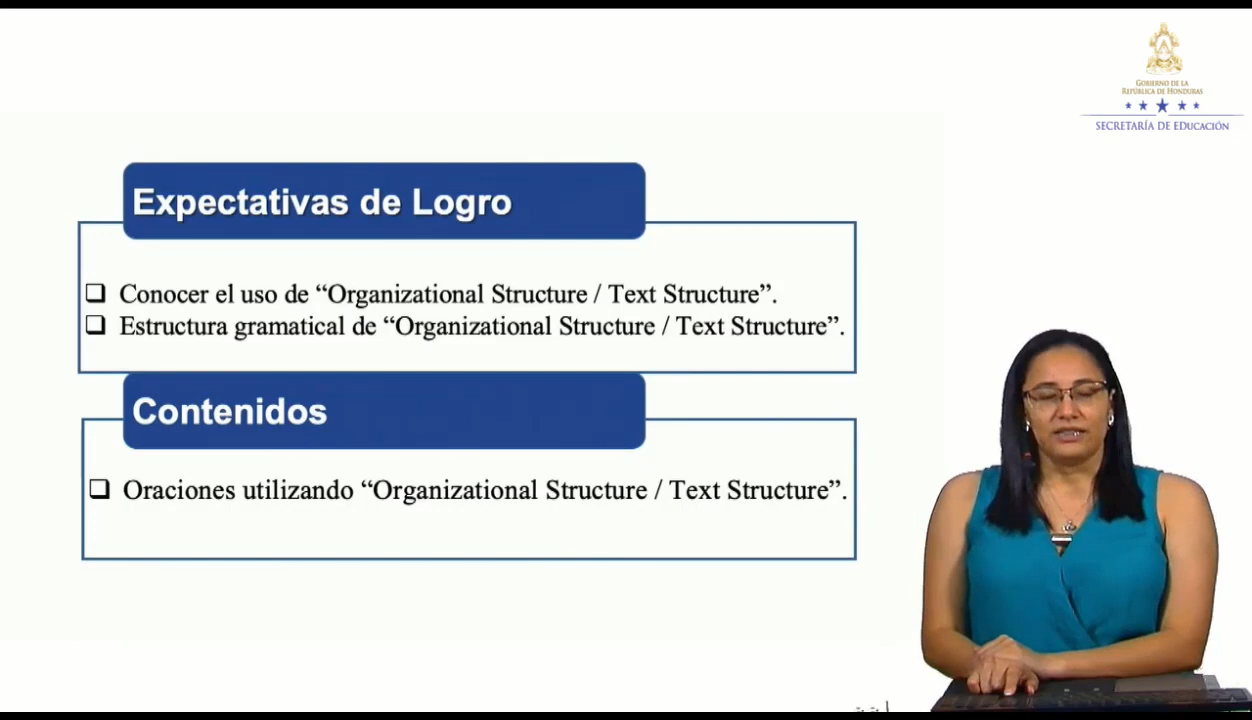 GOBIERNO DE LA
REPÚBLICA DE HONDURAS
SECRETARÍA DE EDUCACIÓN
Expectativas de Logro
❑ Conocer el uso de “Organizational Structure / Text Structure”.
❑ Estructura gramatical de “Organizational Structure / Text Structure”.
Contenidos
❑ Oraciones utilizando “Organizational Structure / Text Structure”.